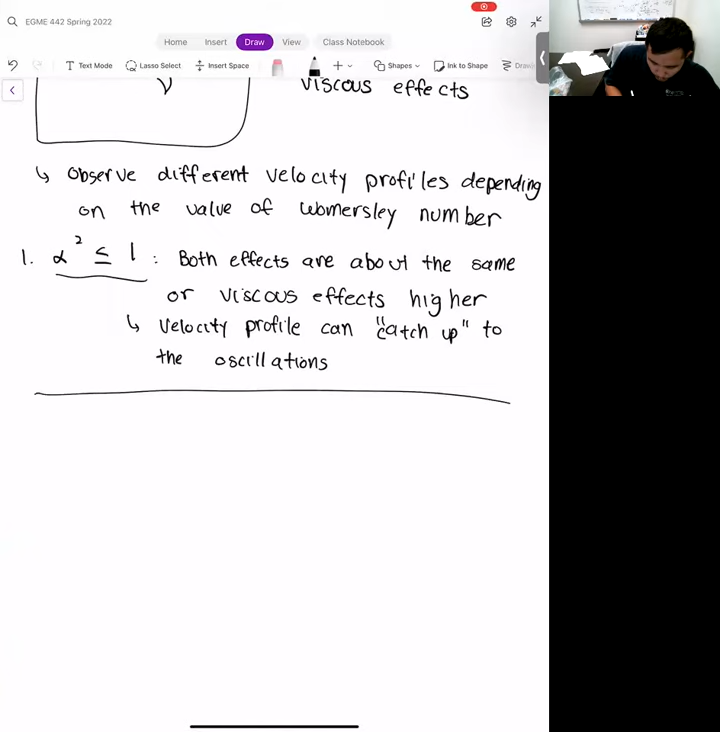 EGME 442 Spring 2022
Home Insert Draw View Class Notebook
Text Mode Lasso Select Insert Space Shapes Ink to Shape Draw
ν viscous effects
↳ Observe different velocity profiles depending
on the value of Womersley number
1. α² ≤ 1 : Both effects are about the same
or viscous effects higher
↳ velocity profile can "catch up" to
the oscillations